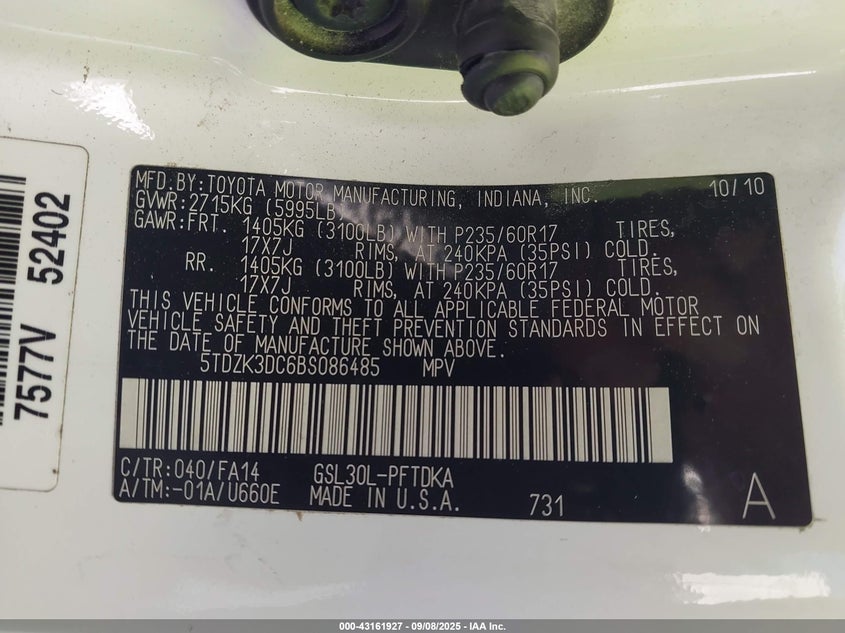 MFD.BY:TOYOTA MOTOR MANUFACTURING, INDIANA, INC. 10/10
GVWR:2715KG (5995LB)
GAWR:FRT. 1405KG (3100LB) WITH P235/60R17 TIRES,
17X7J RIMS, AT 240KPA (35PSI) COLD.
RR. 1405KG (3100LB) WITH P235/60R17 TIRES,
17X7J RIMS, AT 240KPA (35PSI) COLD.
THIS VEHICLE CONFORMS TO ALL APPLICABLE FEDERAL MOTOR
VEHICLE SAFETY AND THEFT PREVENTION STANDARDS IN EFFECT ON
THE DATE OF MANUFACTURE SHOWN ABOVE.
5TDZK3DC6BS086485 MPV
C/TR:040/FA14 GSL30L-PFTDKA
A/TM:-01A/U660E MADE IN U.S.A. 731 A
7577V 52402
000-43161927 - 09/08/2025 - IAA Inc.